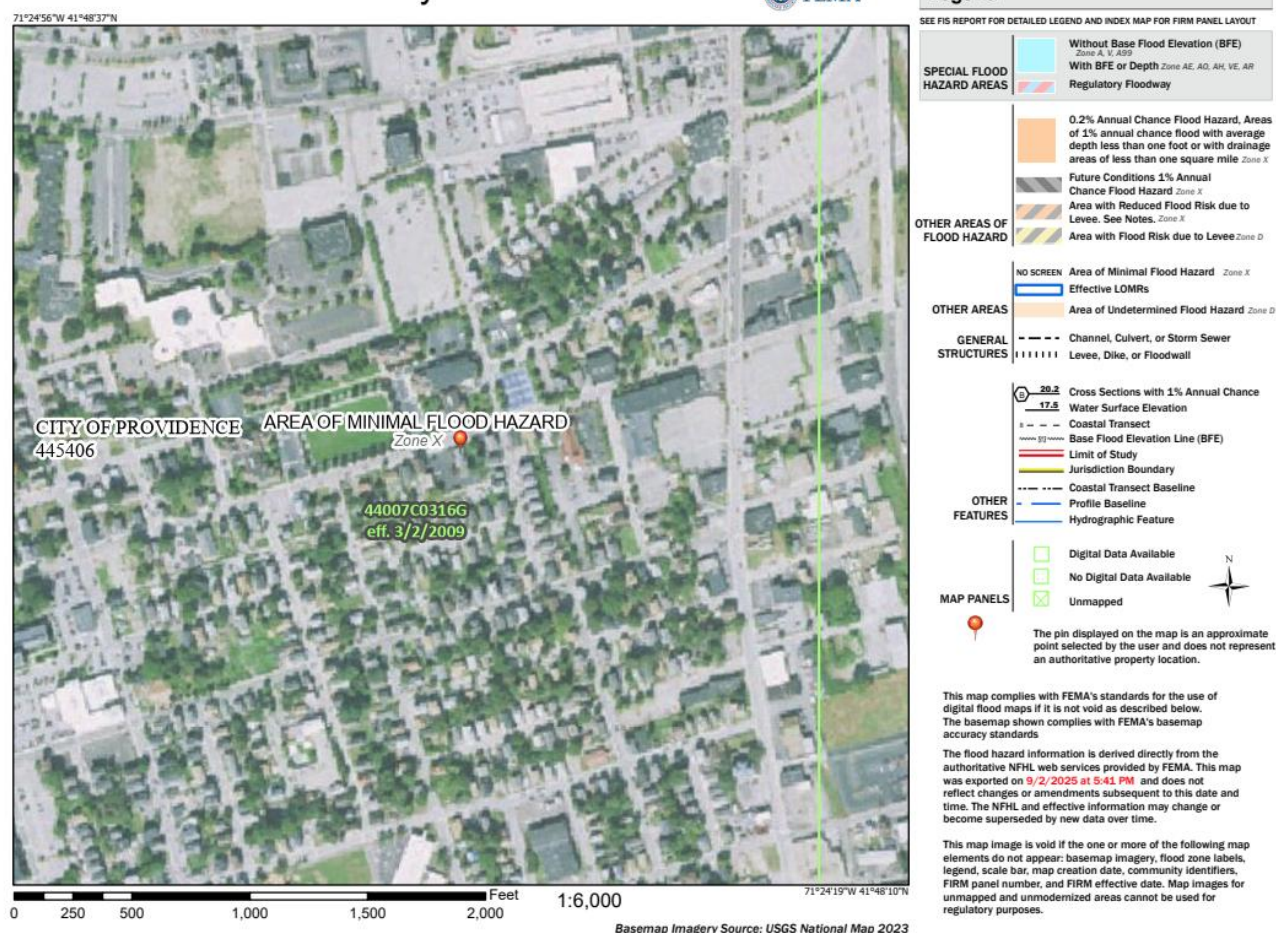 71°24'56"W 41°48'37"N
CITY OF PROVIDENCE
445406
AREA OF MINIMAL FLOOD HAZARD
Zone X
44007C0316G
eff. 3/2/2009
Feet
0 250 500 1,000 1,500 2,000
1:6,000
71°24'19"W 41°48'10"N
Basemap Imagery Source: USGS National Map 2023
SEE FIS REPORT FOR DETAILED LEGEND AND INDEX MAP FOR FIRM PANEL LAYOUT
SPECIAL FLOOD
HAZARD AREAS
Without Base Flood Elevation (BFE)
Zone A, V, A99
With BFE or Depth Zone AE, AO, AH, VE, AR
Regulatory Floodway
OTHER AREAS OF
FLOOD HAZARD
0.2% Annual Chance Flood Hazard, Areas
of 1% annual chance flood with average
depth less than one foot or with drainage
areas of less than one square mile Zone X
Future Conditions 1% Annual
Chance Flood Hazard Zone X
Area with Reduced Flood Risk due to
Levee. See Notes. Zone X
Area with Flood Risk due to Levee Zone D
OTHER AREAS
NO SCREEN Area of Minimal Flood Hazard Zone X
Effective LOMRs
Area of Undetermined Flood Hazard Zone D
GENERAL
STRUCTURES
Channel, Culvert, or Storm Sewer
Levee, Dike, or Floodwall
OTHER
FEATURES
B 20.2 Cross Sections with 1% Annual Chance
17.5 Water Surface Elevation
8 Coastal Transect
513 Base Flood Elevation Line (BFE)
Limit of Study
Jurisdiction Boundary
Coastal Transect Baseline
Profile Baseline
Hydrographic Feature
MAP PANELS
Digital Data Available
No Digital Data Available
Unmapped
N
The pin displayed on the map is an approximate
point selected by the user and does not represent
an authoritative property location.
This map complies with FEMA's standards for the use of
digital flood maps if it is not void as described below.
The basemap shown complies with FEMA's basemap
accuracy standards
The flood hazard information is derived directly from the
authoritative NFHL web services provided by FEMA. This map
was exported on 9/2/2025 at 5:41 PM and does not
reflect changes or amendments subsequent to this date and
time. The NFHL and effective information may change or
become superseded by new data over time.
This map image is void if the one or more of the following map
elements do not appear: basemap imagery, flood zone labels,
legend, scale bar, map creation date, community identifiers,
FIRM panel number, and FIRM effective date. Map images for
unmapped and unmodernized areas cannot be used for
regulatory purposes.